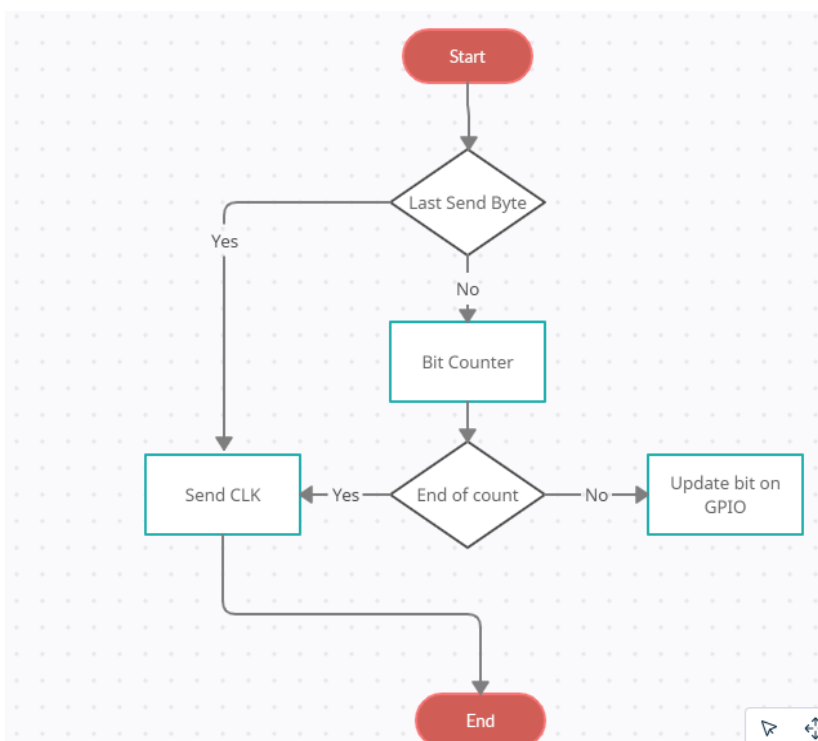 Start
Last Send Byte
Yes
No
Bit Counter
Send CLK
Yes
End of count
No
Update bit on
GPIO
End